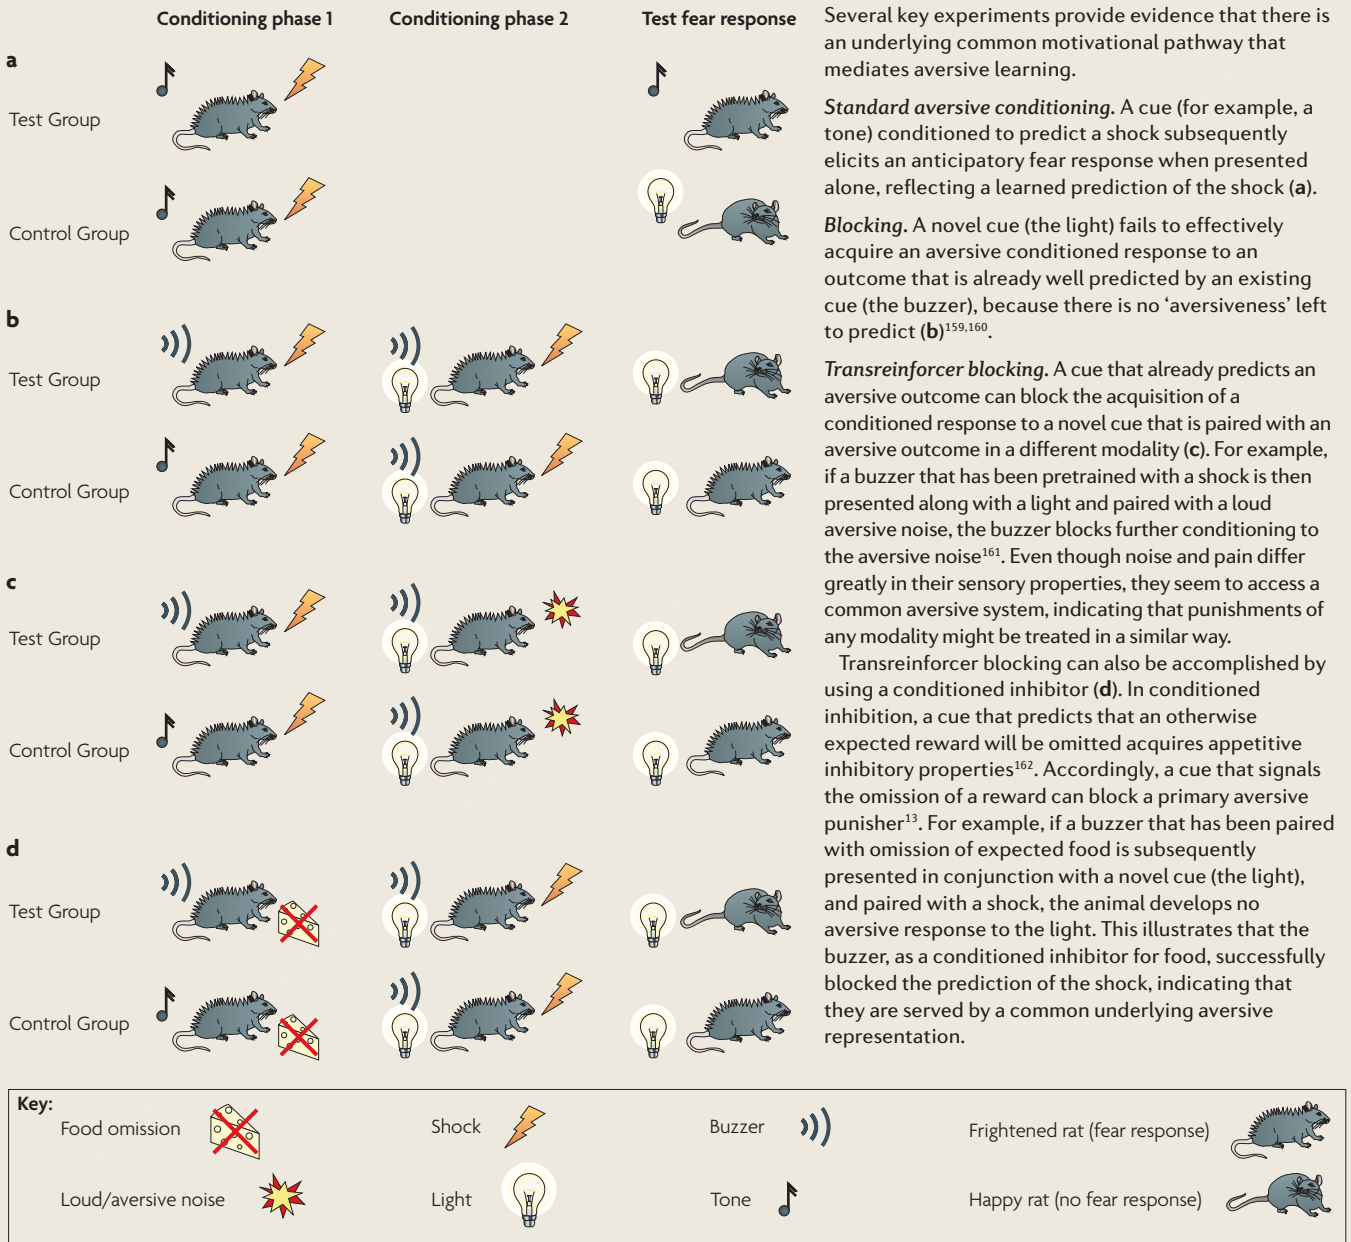 Conditioning phase 1
Conditioning phase 2
Test fear response
a
Test Group
Control Group
b
Test Group
Control Group
c
Test Group
Control Group
d
Test Group
Control Group
Several key experiments provide evidence that there is
an underlying common motivational pathway that
mediates aversive learning.
Standard aversive conditioning. A cue (for example, a
tone) conditioned to predict a shock subsequently
elicits an anticipatory fear response when presented
alone, reflecting a learned prediction of the shock (a).
Blocking. A novel cue (the light) fails to effectively
acquire an aversive conditioned response to an
outcome that is already well predicted by an existing
cue (the buzzer), because there is no ‘aversiveness’ left
to predict (b)159,160.
Transreinforcer blocking. A cue that already predicts an
aversive outcome can block the acquisition of a
conditioned response to a novel cue that is paired with an
aversive outcome in a different modality (c). For example,
if a buzzer that has been pretrained with a shock is then
presented along with a light and paired with a loud
aversive noise, the buzzer blocks further conditioning to
the aversive noise161. Even though noise and pain differ
greatly in their sensory properties, they seem to access a
common aversive system, indicating that punishments of
any modality might be treated in a similar way.
Transreinforcer blocking can also be accomplished by
using a conditioned inhibitor (d). In conditioned
inhibition, a cue that predicts that an otherwise
expected reward will be omitted acquires appetitive
inhibitory properties162. Accordingly, a cue that signals
the omission of a reward can block a primary aversive
punisher13. For example, if a buzzer that has been paired
with omission of expected food is subsequently
presented in conjunction with a novel cue (the light),
and paired with a shock, the animal develops no
aversive response to the light. This illustrates that the
buzzer, as a conditioned inhibitor for food, successfully
blocked the prediction of the shock, indicating that
they are served by a common underlying aversive
representation.
Key:
Food omission
Shock
Buzzer
Frightened rat (fear response)
Loud/aversive noise
Light
Tone
Happy rat (no fear response)